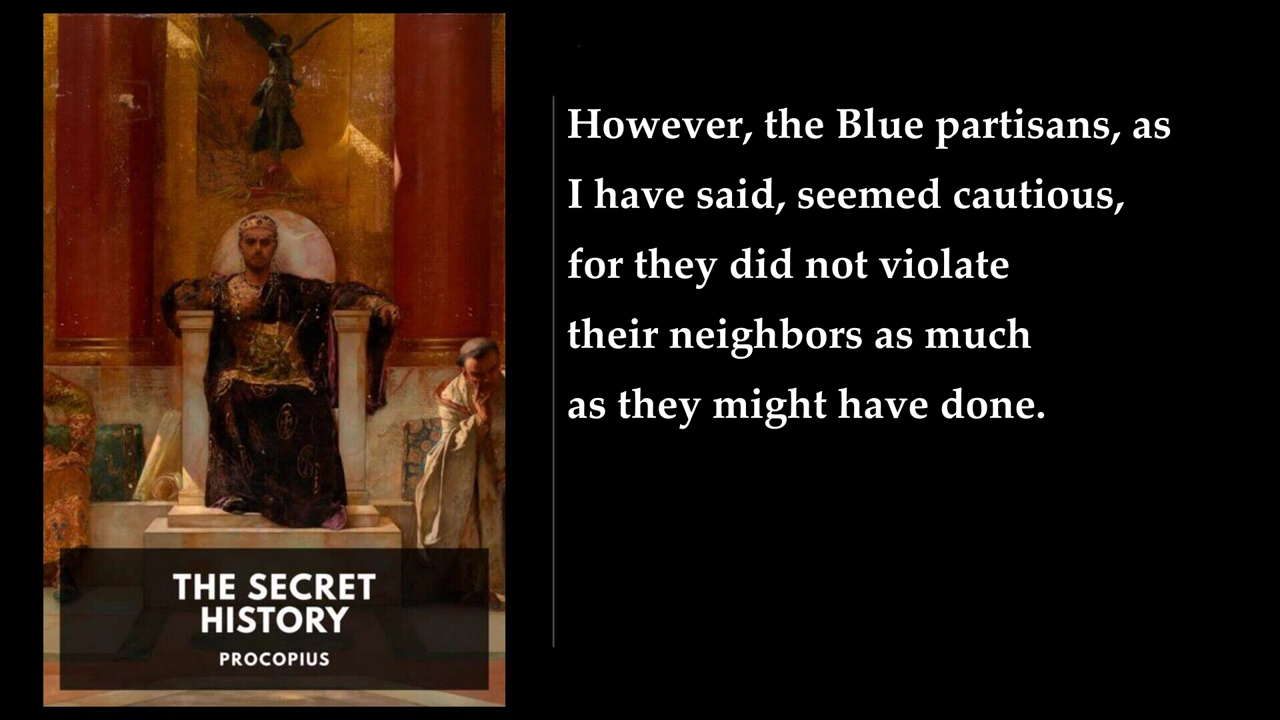 THE SECRET
HISTORY
PROCOPIUS
However, the Blue partisans, as
I have said, seemed cautious,
for they did not violate
their neighbors as much
as they might have done.